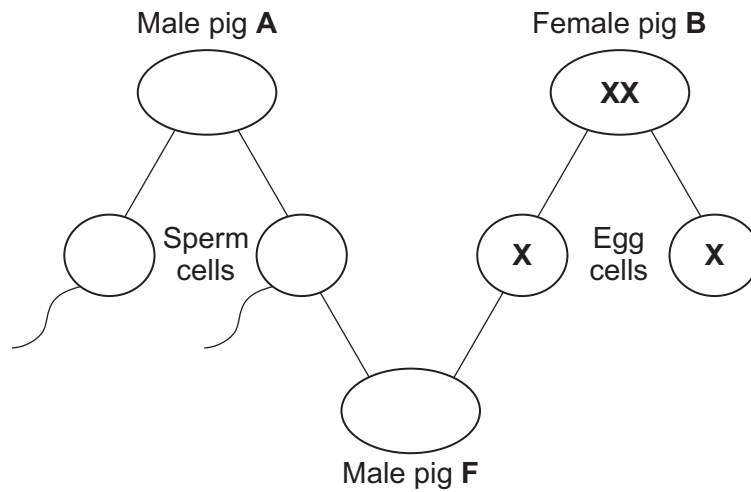 Male pig A
Female pig B
XX
Sperm
cells
X
Egg
cells
X
Male pig F